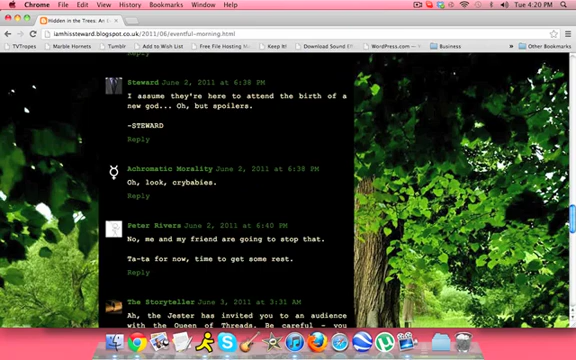 Chrome File Edit View History Bookmarks Window Help
Tue 4:20 PM
Hidden in the Trees: An E
iamhissteward.blogspot.co.uk/2011/06/eventful-morning.html
TVTropes Marble Hornets Tumblr Add to Wish List Keep It! Download Sound Eff WordPress.com Business Other Bookmarks
Reply
Steward June 2, 2011 at 6:38 PM
I assume they're here to attend the birth of a
new god... Oh, but spoilers.
-STEWARD
Reply
Achromatic Morality June 2, 2011 at 6:38 PM
Oh, look, crybabies.
Reply
Peter Rivers June 2, 2011 at 6:40 PM
No, me and my friend are going to stop that.
Ta-ta for now, time to get some rest.
Reply
The Storyteller June 3, 2011 at 3:31 AM
Ah, the Jester has invited you to an audience
with the Queen of Threads. Be careful - you